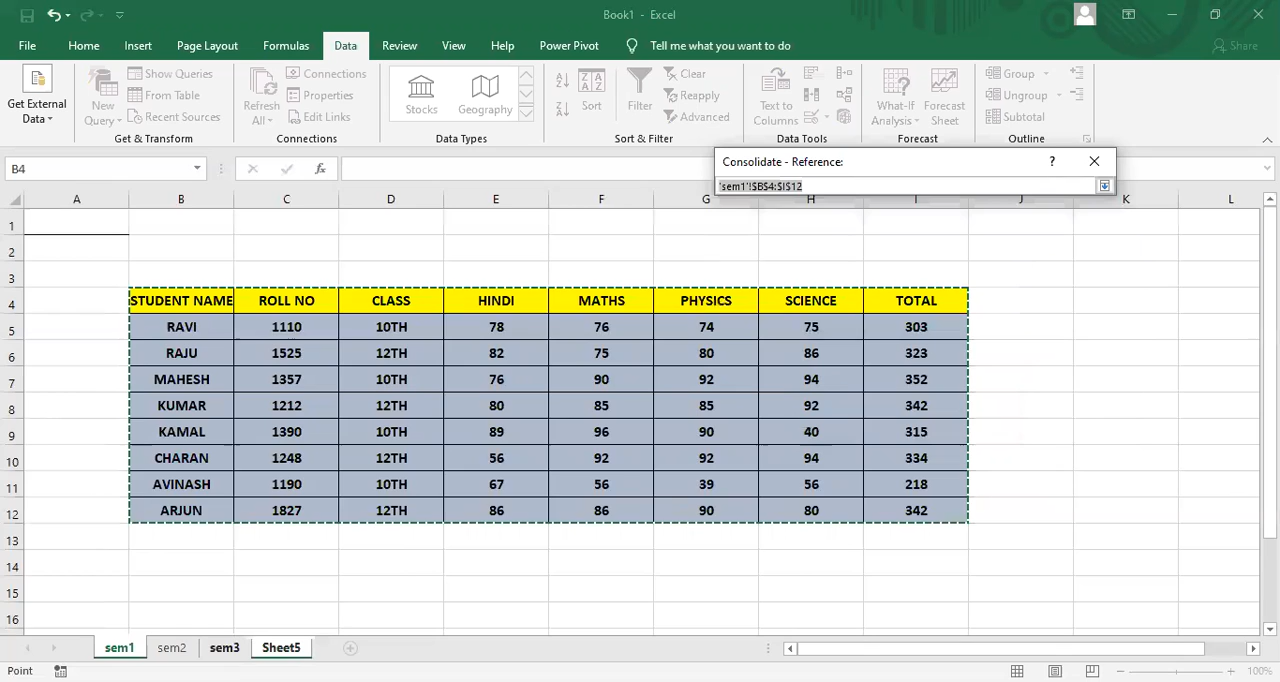 Book1 - Excel
File Home Insert Page Layout Formulas Data Review View Help Power Pivot Tell me what you want to do Share
Get External Data
New Query
Show Queries
From Table
Recent Sources
Get & Transform
Refresh All
Connections
Properties
Edit Links
Connections
Stocks Geography
Data Types
Sort
Filter
Clear
Reapply
Advanced
Sort & Filter
Text to Columns
Data Tools
What-If Analysis
Forecast Sheet
Forecast
Group
Ungroup
Subtotal
Outline
Consolidate - Reference: ?
'sem1'!$B$4:$I$12
B4 fx
A B C D E F G H I J K L
1
2
3
4 STUDENT NAME ROLL NO CLASS HINDI MATHS PHYSICS SCIENCE TOTAL
5 RAVI 1110 10TH 78 76 74 75 303
6 RAJU 1525 12TH 82 75 80 86 323
7 MAHESH 1357 10TH 76 90 92 94 352
8 KUMAR 1212 12TH 80 85 85 92 342
9 KAMAL 1390 10TH 89 96 90 40 315
10 CHARAN 1248 12TH 56 92 92 94 334
11 AVINASH 1190 10TH 67 56 39 56 218
12 ARJUN 1827 12TH 86 86 90 80 342
13
14
15
16
sem1 sem2 sem3 Sheet5
Point 100%